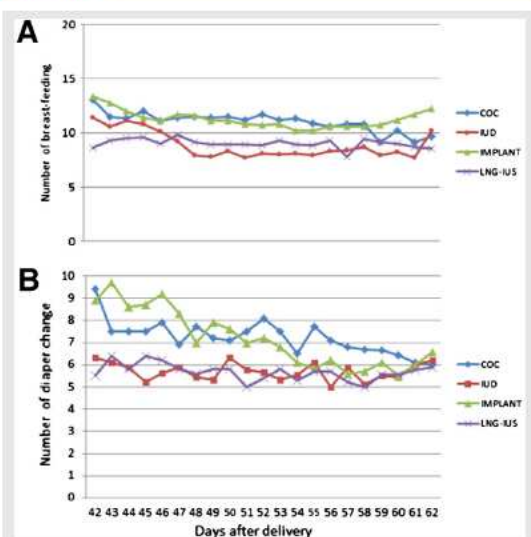 A
20
15
10
5
0
Number of breast-feeding
COC
IUD
IMPLANT
LNG-IUS
B
10
9
8
7
6
5
4
3
2
1
0
Number of diaper change
COC
IUD
IMPLANT
LNG-IUS
42 43 44 45 46 47 48 49 50 51 52 53 54 55 56 57 58 59 60 61 62
Days after delivery